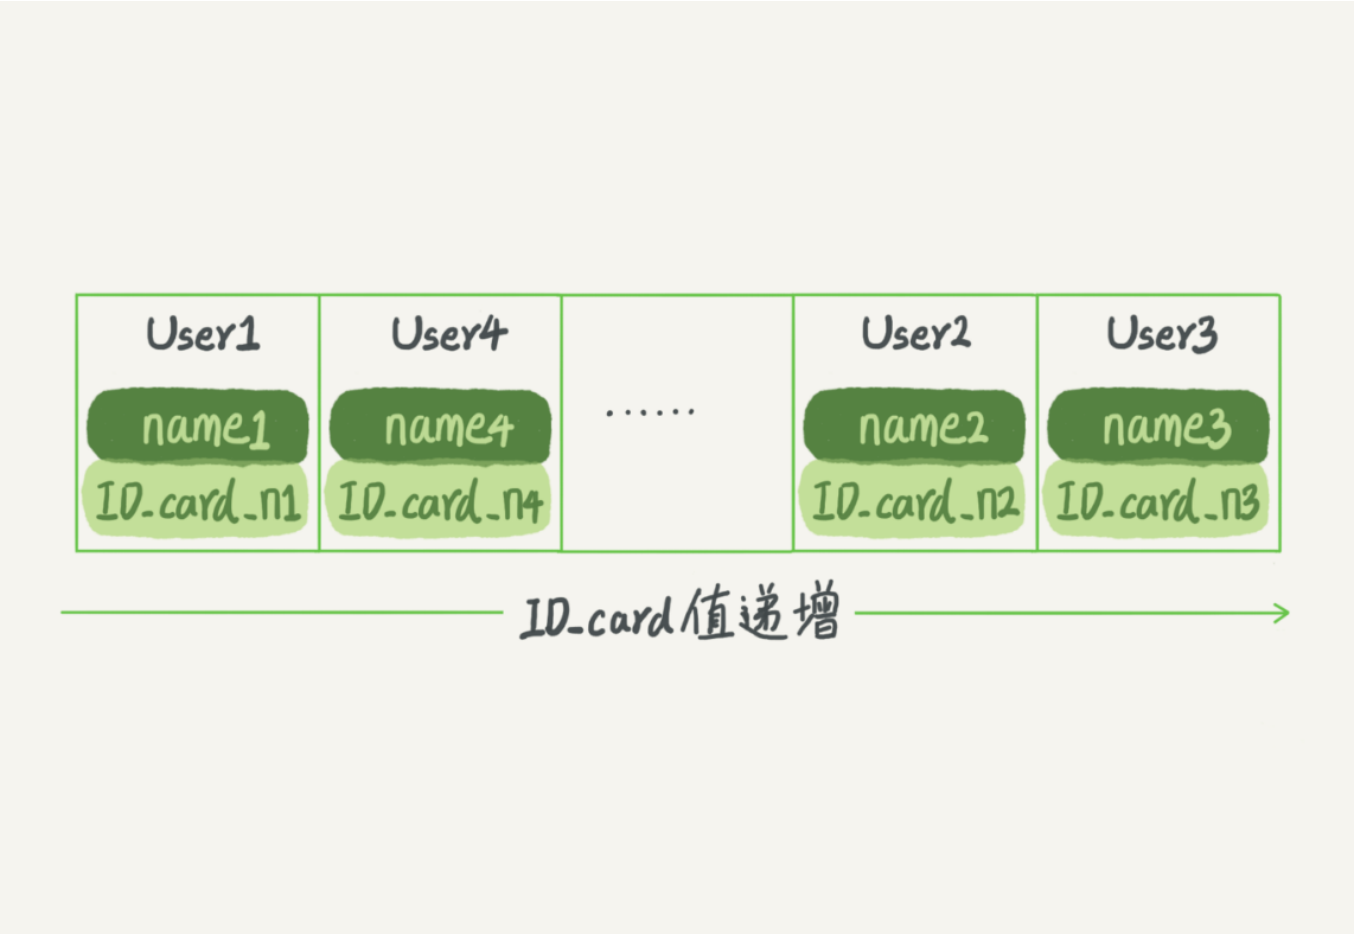 User1 User4 User2 User3
name1 name4 ...... name2 name3
ID_card_n1 ID_card_n4 ID_card_n2 ID_card_n3
ID_card值递增